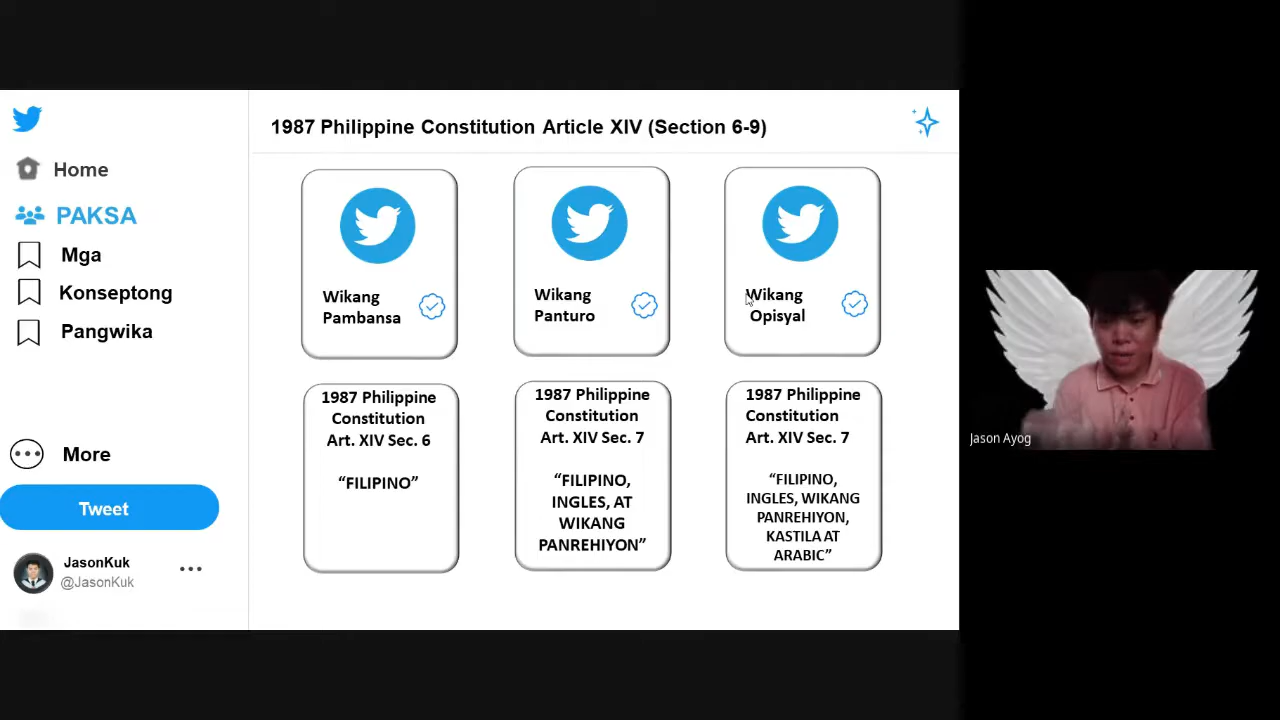 1987 Philippine Constitution Article XIV (Section 6-9)
Home
PAKSA
Mga
Konseptong
Pangwika
More
Tweet
JasonKuk
@JasonKuk
Wikang
Pambansa
Wikang
Panturo
Wikang
Opisyal
1987 Philippine
Constitution
Art. XIV Sec. 6
“FILIPINO”
1987 Philippine
Constitution
Art. XIV Sec. 7
“FILIPINO,
INGLES, AT
WIKANG
PANREHIYON”
1987 Philippine
Constitution
Art. XIV Sec. 7
“FILIPINO,
INGLES, WIKANG
PANREHIYON,
KASTILA AT
ARABIC”
Jason Ayog